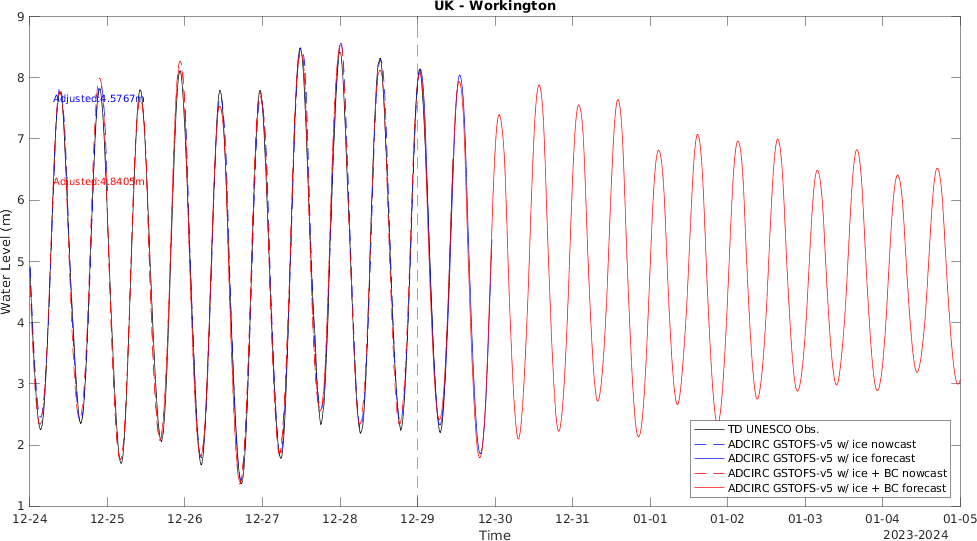 UK - Workington
9
8
7
6
5
4
3
2
1
Water Level (m)
Adjusted:4.5767m
Adjusted:4.8405m
TD UNESCO Obs.
ADCIRC GSTOFS-v5 w/ ice nowcast
ADCIRC GSTOFS-v5 w/ ice forecast
ADCIRC GSTOFS-v5 w/ ice + BC nowcast
ADCIRC GSTOFS-v5 w/ ice + BC forecast
12-24 12-25 12-26 12-27 12-28 12-29 12-30 12-31 01-01 01-02 01-03 01-04 01-05
Time
2023-2024